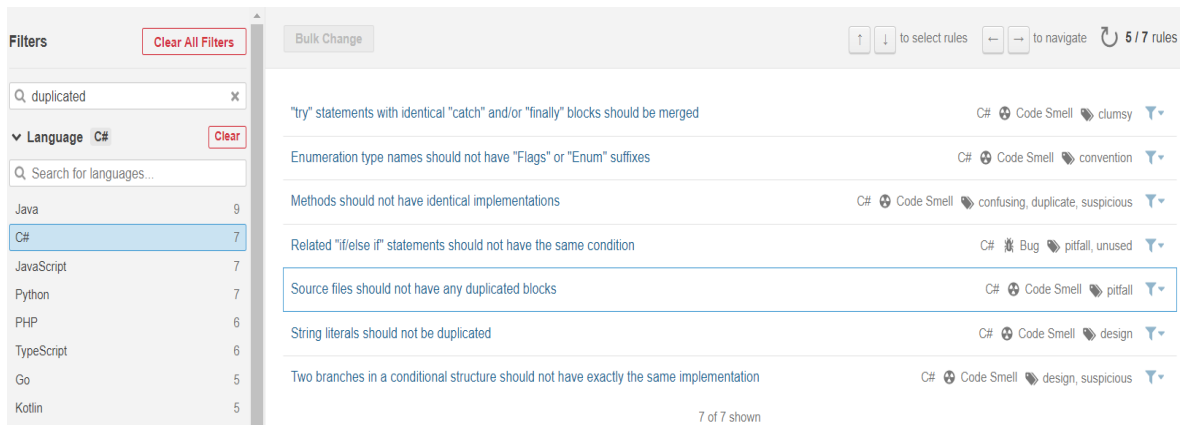 Filters
Clear All Filters
duplicated
Language C#
Clear
Search for languages...
Java 9
C# 7
JavaScript 7
Python 7
PHP 6
TypeScript 6
Go 5
Kotlin 5
Bulk Change
↑ ↓ to select rules ← → to navigate 5 / 7 rules
"try" statements with identical "catch" and/or "finally" blocks should be merged C# Code Smell clumsy
Enumeration type names should not have "Flags" or "Enum" suffixes C# Code Smell convention
Methods should not have identical implementations C# Code Smell confusing, duplicate, suspicious
Related "if/else if" statements should not have the same condition C# Bug pitfall, unused
Source files should not have any duplicated blocks C# Code Smell pitfall
String literals should not be duplicated C# Code Smell design
Two branches in a conditional structure should not have exactly the same implementation C# Code Smell design, suspicious
7 of 7 shown